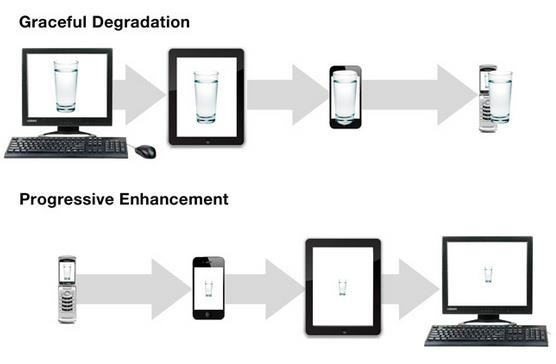 Graceful Degradation
Progressive Enhancement